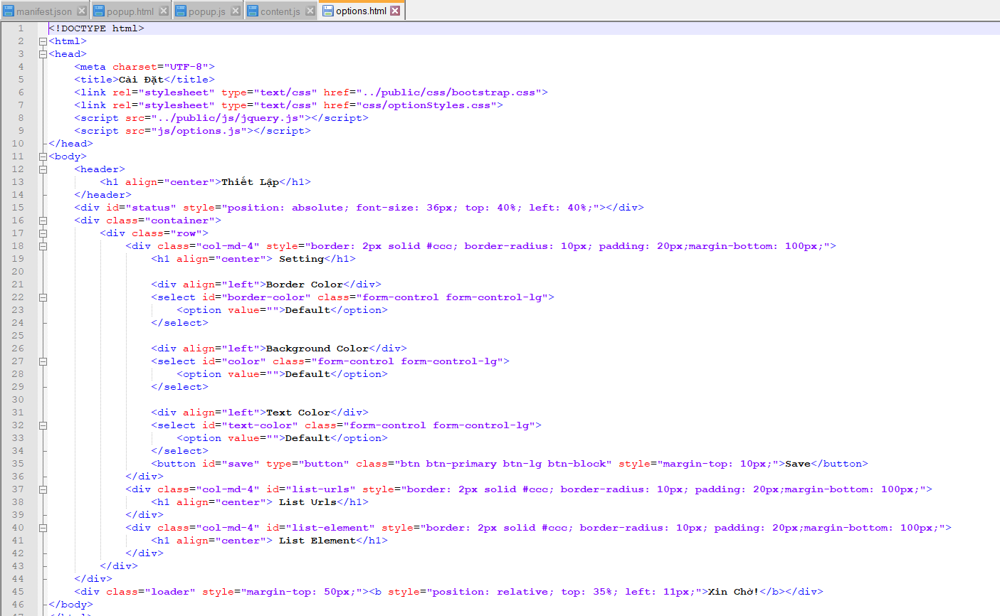 manifest.json popup.html popup.js content.js options.html
1 <!DOCTYPE html>
2 <html>
3 <head>
4 <meta charset="UTF-8">
5 <title>Cài Đặt</title>
6 <link rel="stylesheet" type="text/css" href="../public/css/bootstrap.css">
7 <link rel="stylesheet" type="text/css" href="css/optionStyles.css">
8 <script src="../public/js/jquery.js"></script>
9 <script src="js/options.js"></script>
10 </head>
11 <body>
12 <header>
13 <h1 align="center">Thiết Lập</h1>
14 </header>
15 <div id="status" style="position: absolute; font-size: 36px; top: 40%; left: 40%;"></div>
16 <div class="container">
17 <div class="row">
18 <div class="col-md-4" style="border: 2px solid #ccc; border-radius: 10px; padding: 20px;margin-bottom: 100px;">
19 <h1 align="center"> Setting</h1>
20
21 <div align="left">Border Color</div>
22 <select id="border-color" class="form-control form-control-lg">
23 <option value="">Default</option>
24 </select>
25
26 <div align="left">Background Color</div>
27 <select id="color" class="form-control form-control-lg">
28 <option value="">Default</option>
29 </select>
30
31 <div align="left">Text Color</div>
32 <select id="text-color" class="form-control form-control-lg">
33 <option value="">Default</option>
34 </select>
35 <button id="save" type="button" class="btn btn-primary btn-lg btn-block" style="margin-top: 10px;">Save</button>
36 </div>
37 <div class="col-md-4" id="list-urls" style="border: 2px solid #ccc; border-radius: 10px; padding: 20px;margin-bottom: 100px;">
38 <h1 align="center"> List Urls</h1>
39 </div>
40 <div class="col-md-4" id="list-element" style="border: 2px solid #ccc; border-radius: 10px; padding: 20px;margin-bottom: 100px;">
41 <h1 align="center"> List Element</h1>
42 </div>
43 </div>
44 </div>
45 <div class="loader" style="margin-top: 50px;"><b style="position: relative; top: 35%; left: 11px;">Xin Chờ!</b></div>
46 </body>